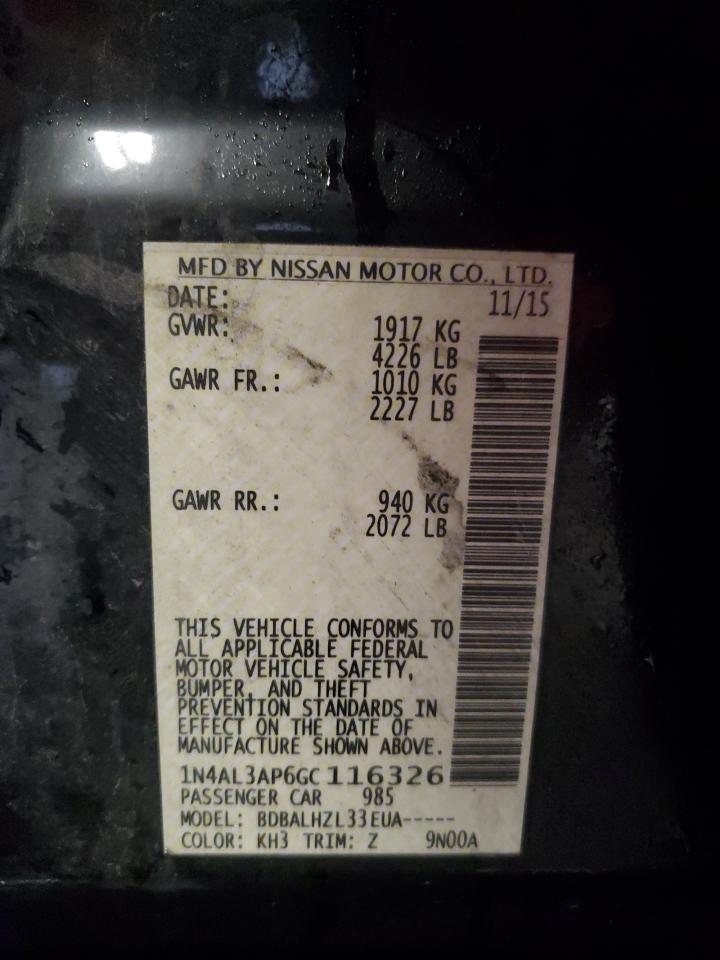 MFD BY NISSAN MOTOR CO., LTD.
DATE: 11/15
GVWR: 1917 KG
4226 LB
GAWR FR.: 1010 KG
2227 LB
GAWR RR.: 940 KG
2072 LB
THIS VEHICLE CONFORMS TO
ALL APPLICABLE FEDERAL
MOTOR VEHICLE SAFETY,
BUMPER, AND THEFT
PREVENTION STANDARDS IN
EFFECT ON THE DATE OF
MANUFACTURE SHOWN ABOVE.
1N4AL3AP6GC116326
PASSENGER CAR 985
MODEL: BDBALHZL33EUA-----
COLOR: KH3 TRIM: Z 9N00A